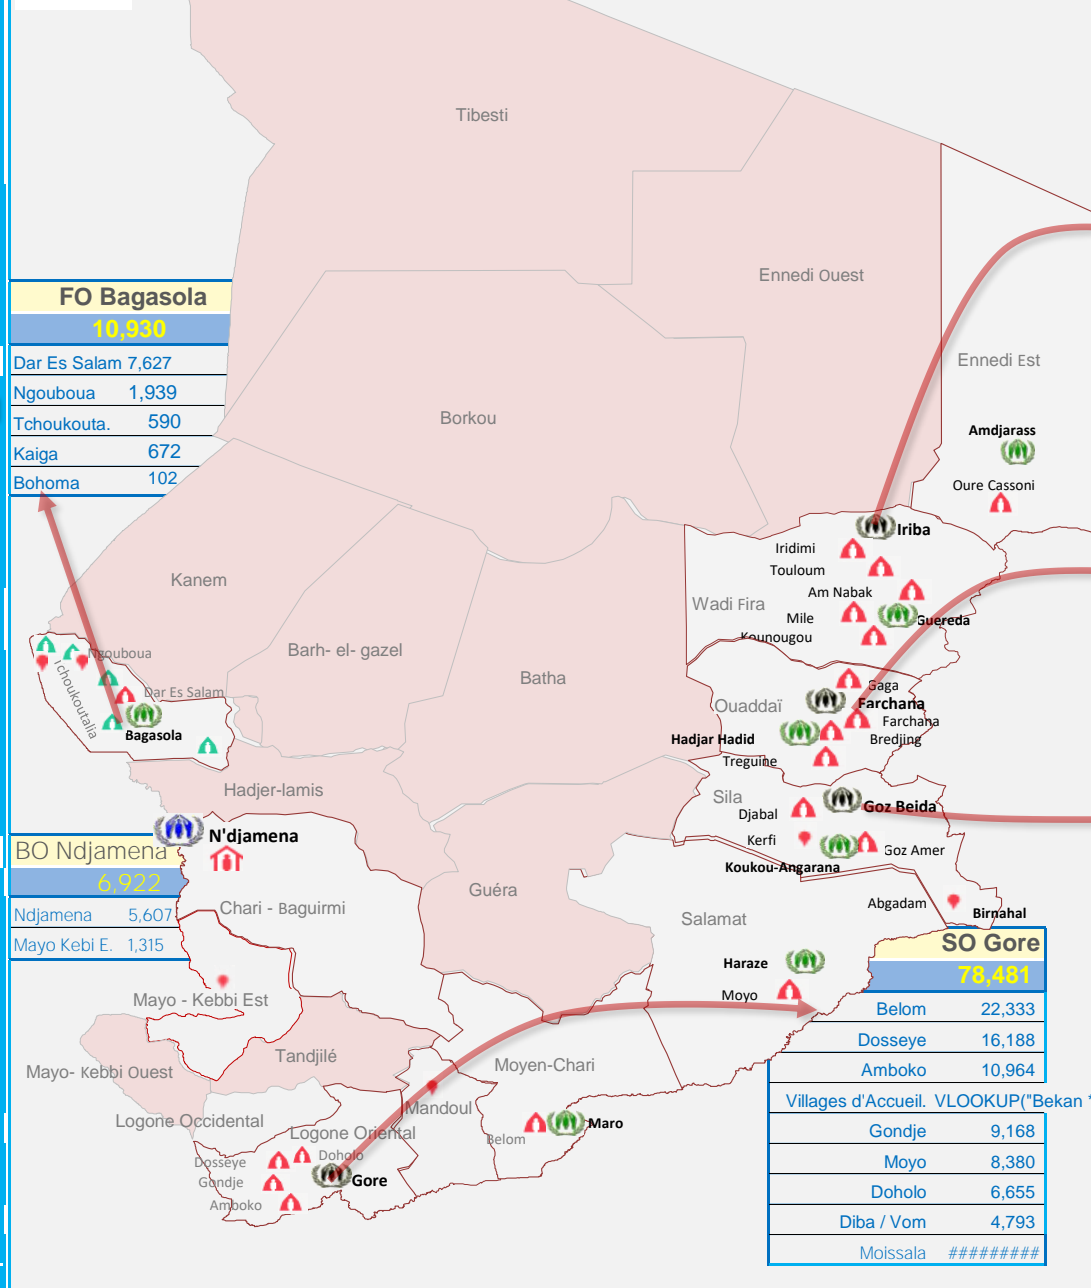 Tibesti
Ennedi Ouest
FO Bagasola
10,930
Dar Es Salam 7,627
Ngouboua 1,939
Tchoukouta. 590
Kaiga 672
Bohoma 102
Ennedi Est
Borkou
Amdjarass
Oure Cassoni
Iriba
Iridimi
Touloum
Am Nabak
Wadi Fira
Mile
Guereda
Kounougou
Kanem
Barh- el- gazel
Batha
Ngouboua
Tchoukoutalia
Dar Es Salam
Bagasola
Gaga
Ouaddaï
Farchana
Farchana
Hadjar Hadid
Bredjing
Treguine
Hadjer-lamis
Sila
Goz Beida
Djabal
N'djamena
Kerfi
Goz Amer
BO Ndjamena
6,922
Ndjamena 5,607
Mayo Kebi E. 1,315
Koukou-Angarana
Guéra
Chari - Baguirmi
Abgadam
Birnahal
Salamat
Haraze
Moyo
Mayo - Kebbi Est
Tandjilé
Mayo- Kebbi Ouest
Moyen-Chari
Mandoul
Logone Occidental
Logone Oriental
Maro
Belom
Dosseye
Doholo
Gondje
Gore
Amboko
SO Gore
78,481
Belom 22,333
Dosseye 16,188
Amboko 10,964
Villages d'Accueil. VLOOKUP("Bekan *
Gondje 9,168
Moyo 8,380
Doholo 6,655
Diba / Vom 4,793
Moissala #########